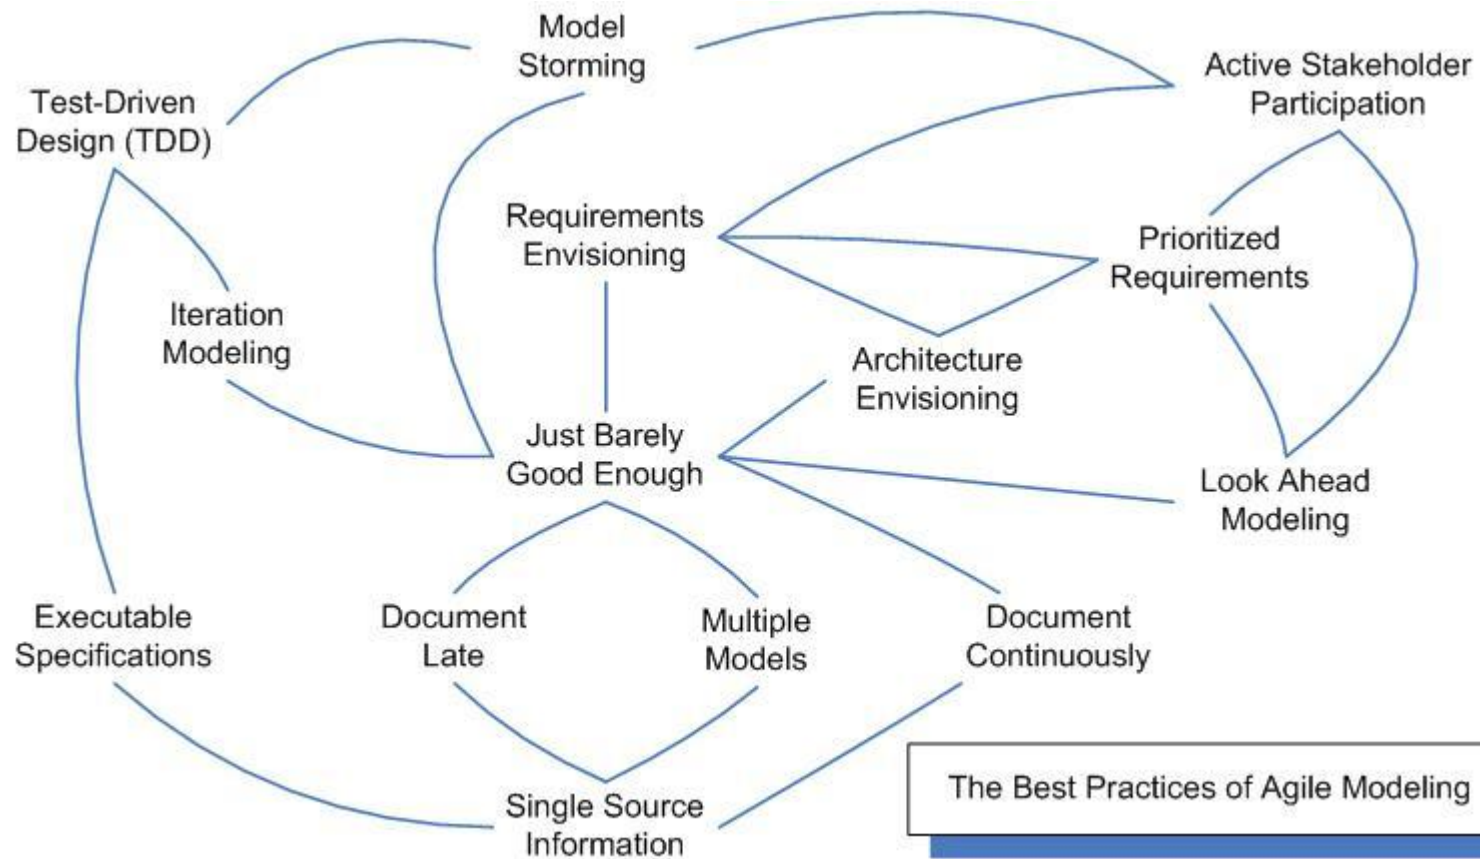 Model
Storming
Active Stakeholder
Participation
Test-Driven
Design (TDD)
Requirements
Envisioning
Prioritized
Requirements
Iteration
Modeling
Architecture
Envisioning
Just Barely
Good Enough
Look Ahead
Modeling
Executable
Specifications
Document
Late
Multiple
Models
Document
Continuously
Single Source
Information
The Best Practices of Agile Modeling